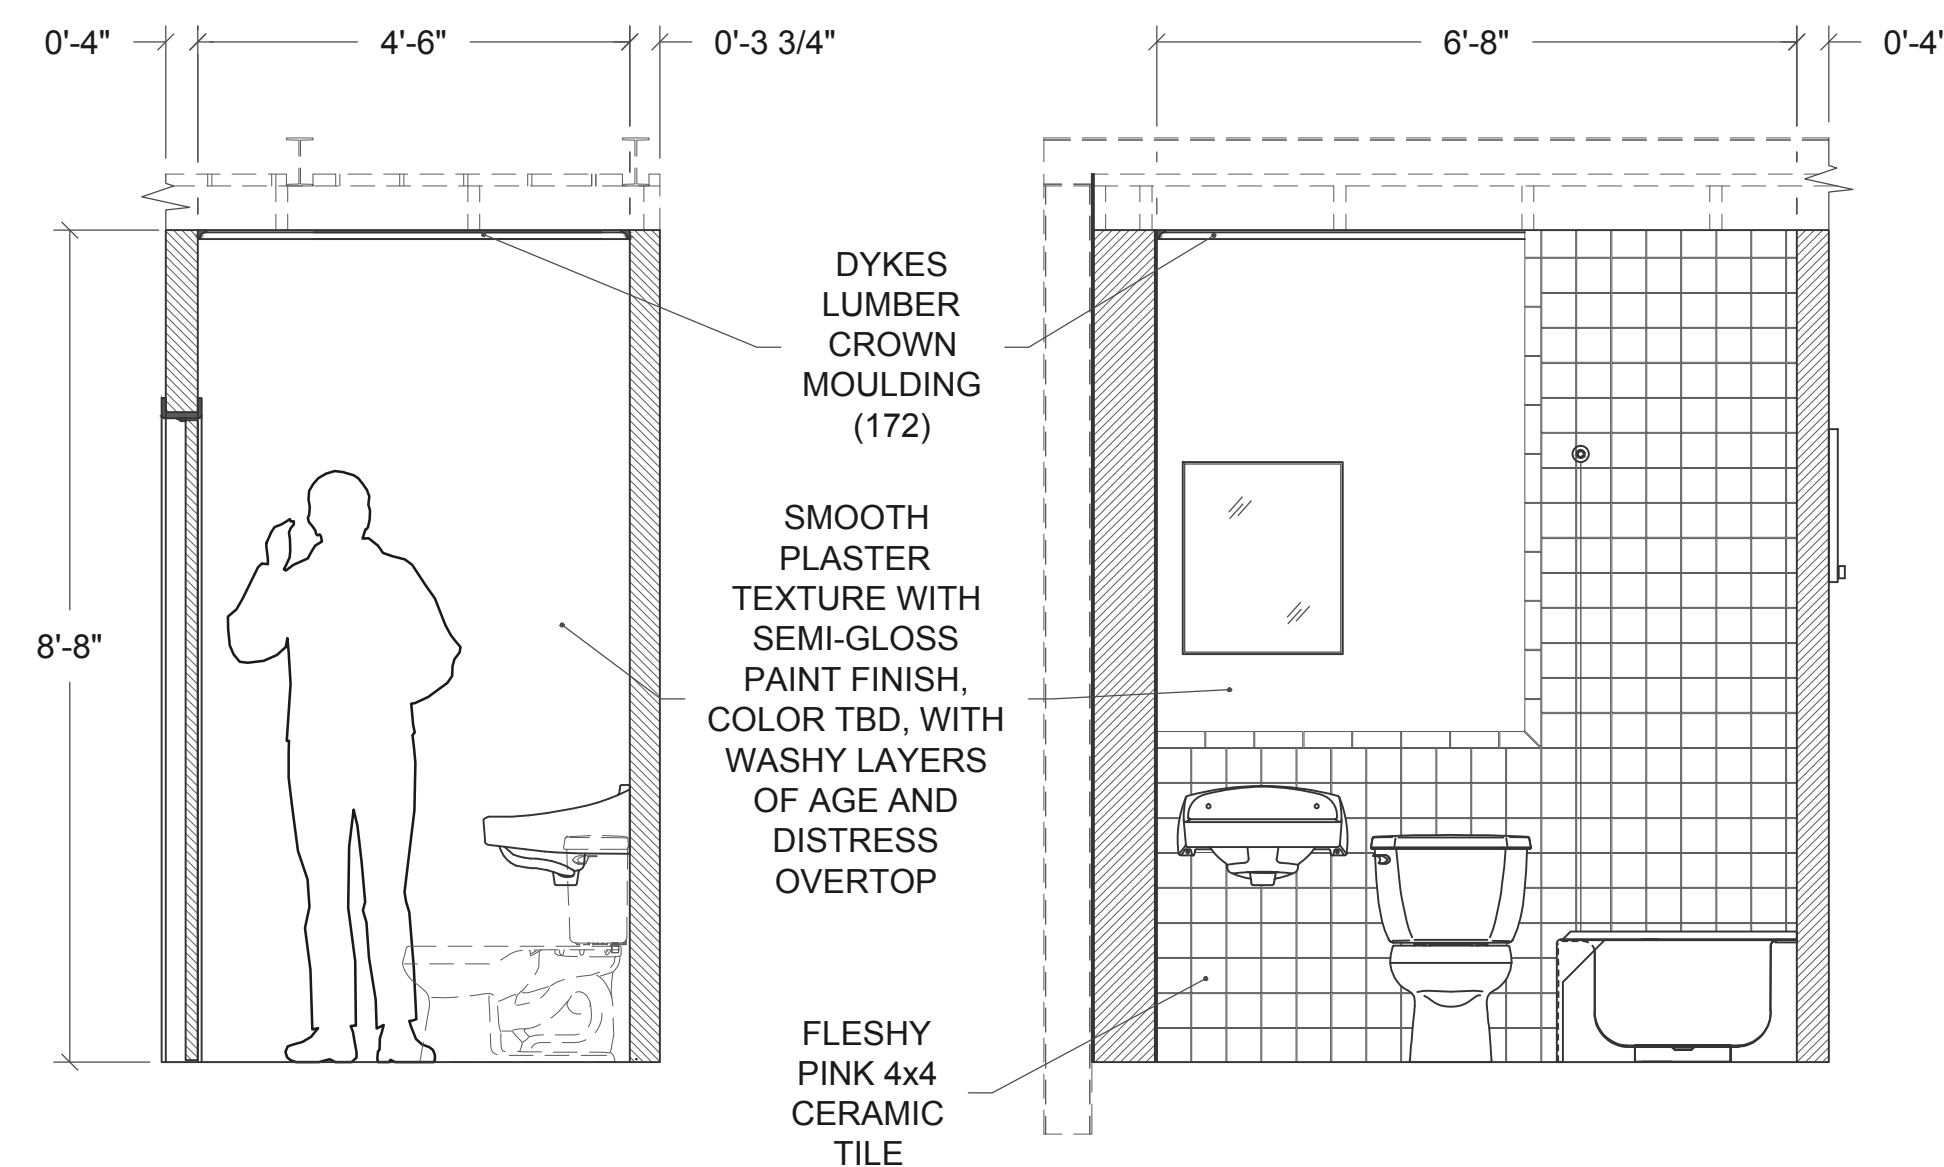 0'-4"
4'-6"
0'-3 3/4"
6'-8"
0'-4'
8'-8"
DYKES
LUMBER
CROWN
MOULDING
(172)
SMOOTH
PLASTER
TEXTURE WITH
SEMI-GLOSS
PAINT FINISH,
COLOR TBD, WITH
WASHY LAYERS
OF AGE AND
DISTRESS
OVERTOP
FLESHY
PINK 4x4
CERAMIC
TILE